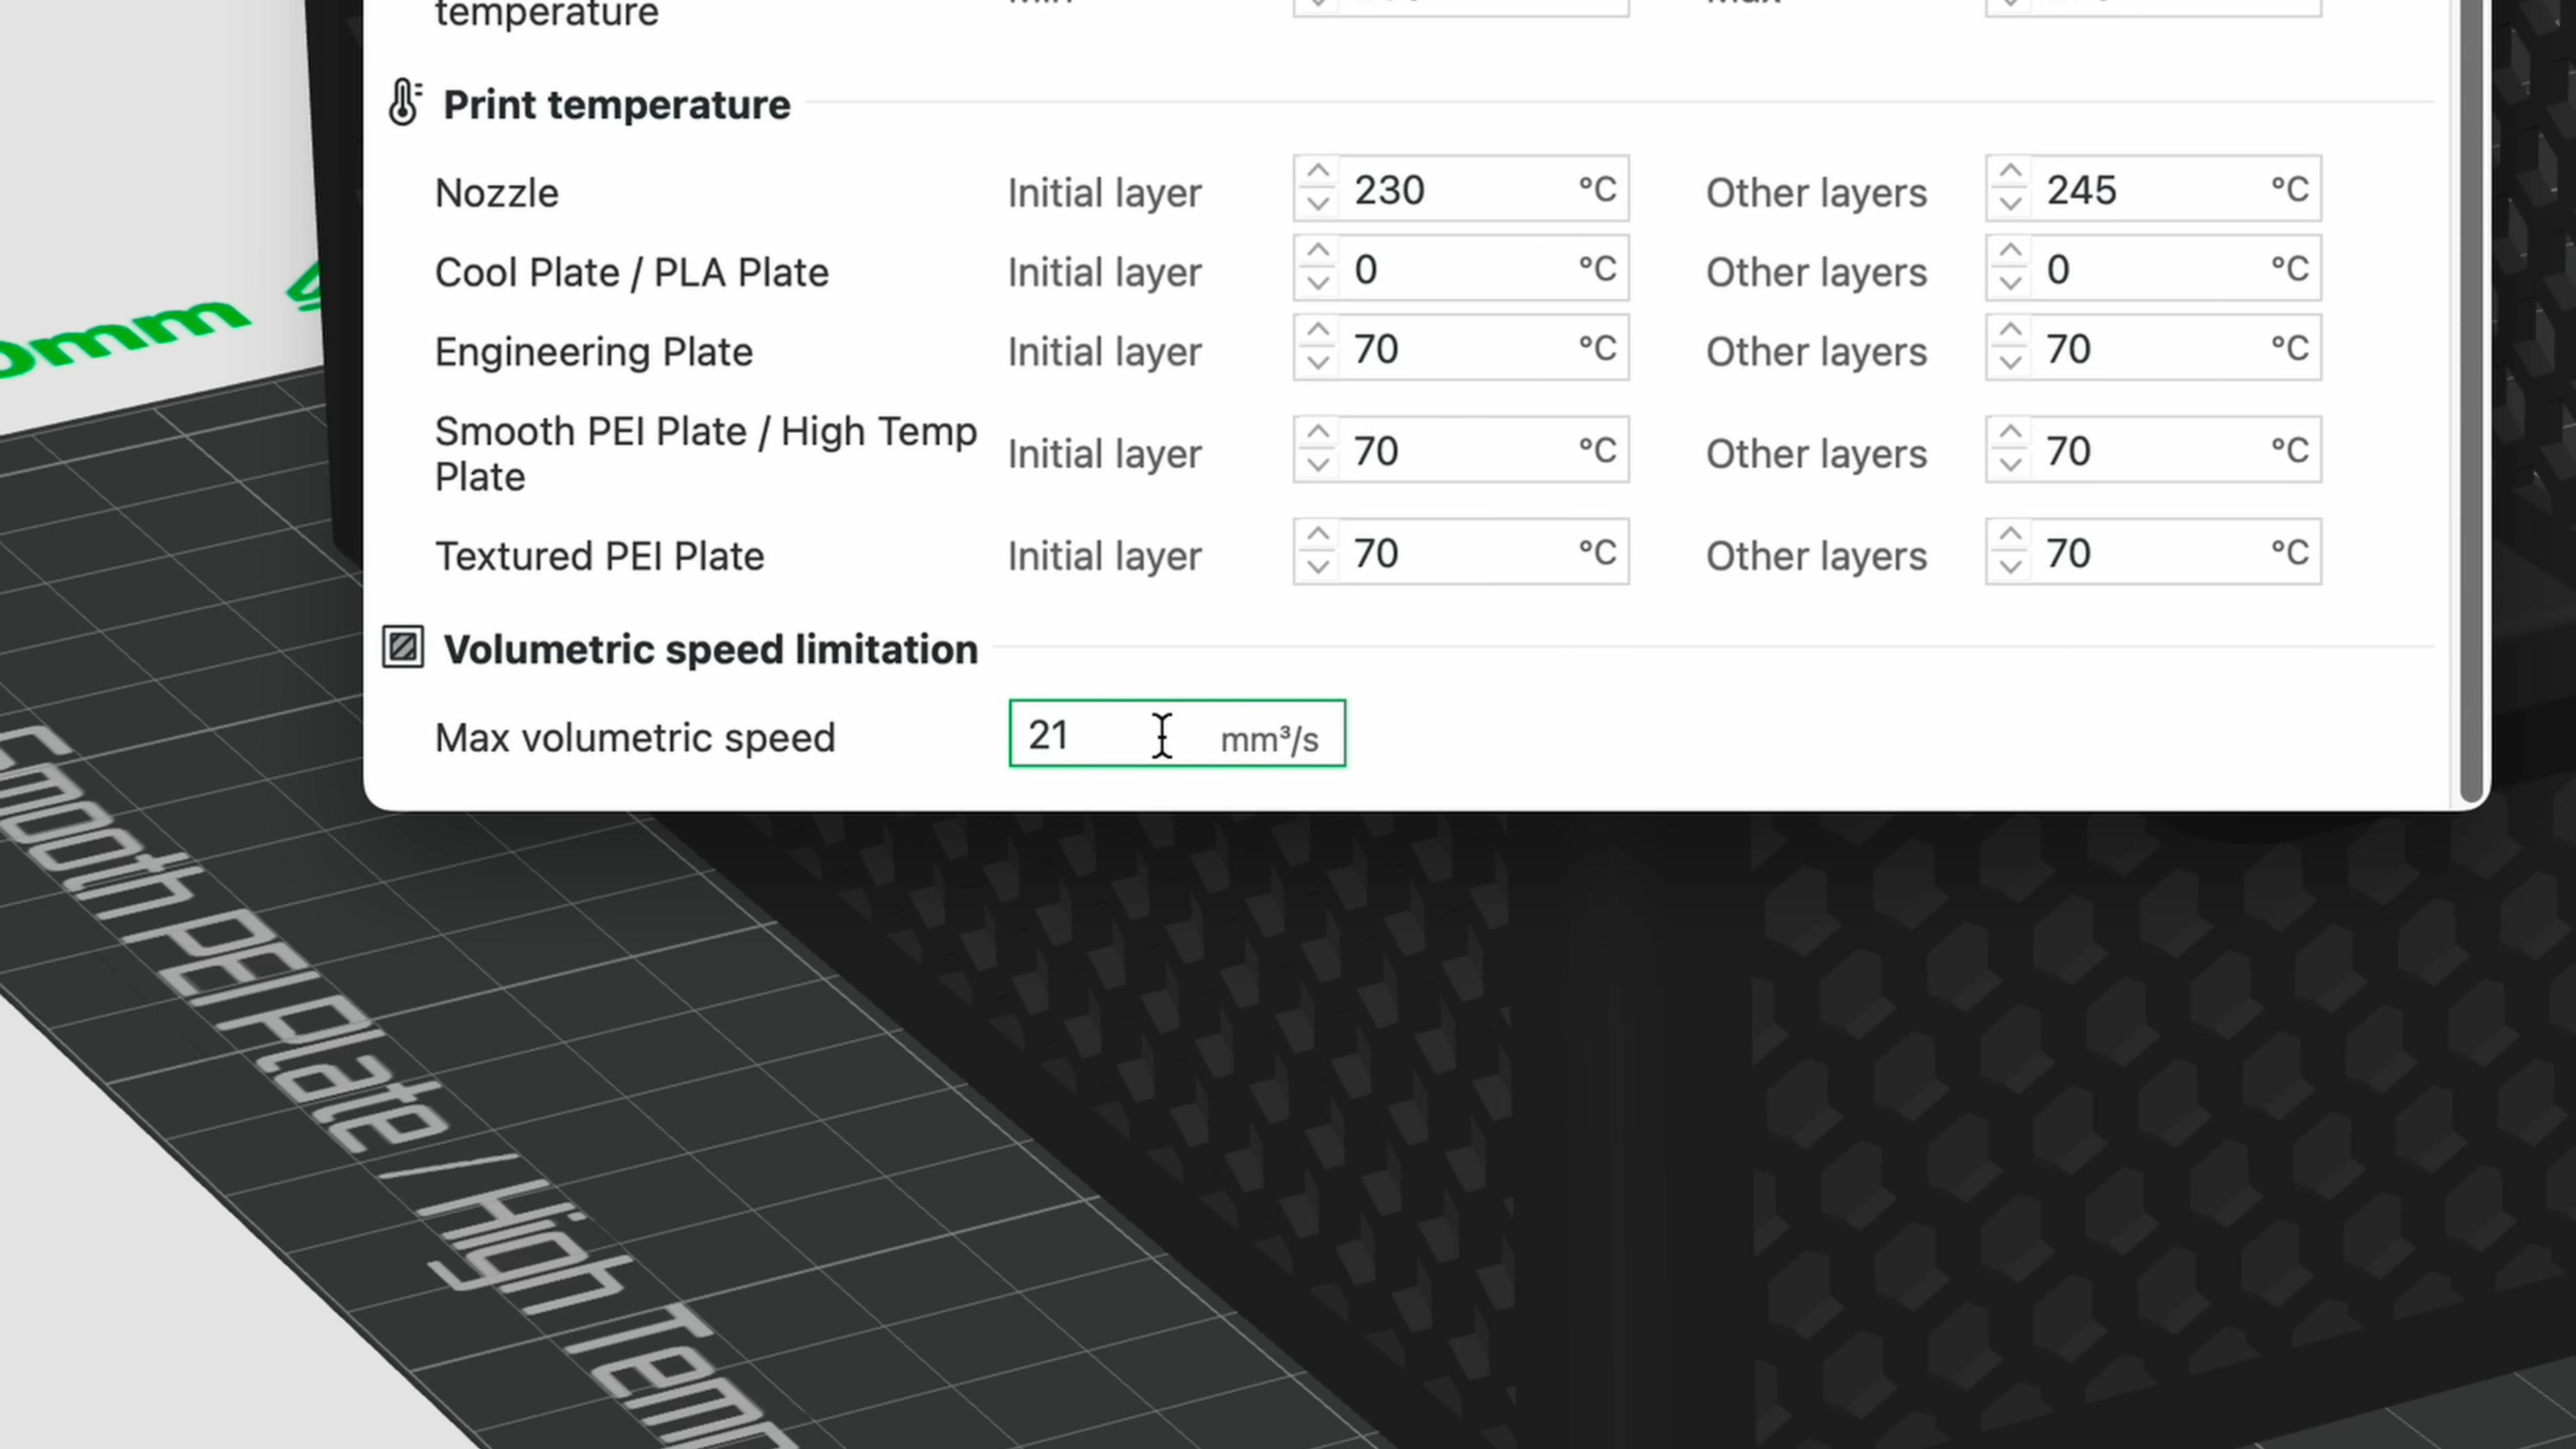 temperature
Print temperature
Nozzle Initial layer 230 °C Other layers 245 °C
Cool Plate / PLA Plate Initial layer 0 °C Other layers 0 °C
Engineering Plate Initial layer 70 °C Other layers 70 °C
Smooth PEI Plate / High Temp
Plate Initial layer 70 °C Other layers 70 °C
Textured PEI Plate Initial layer 70 °C Other layers 70 °C
Volumetric speed limitation
Max volumetric speed 21 mm³/s
Smooth PEI Plate / High Temp